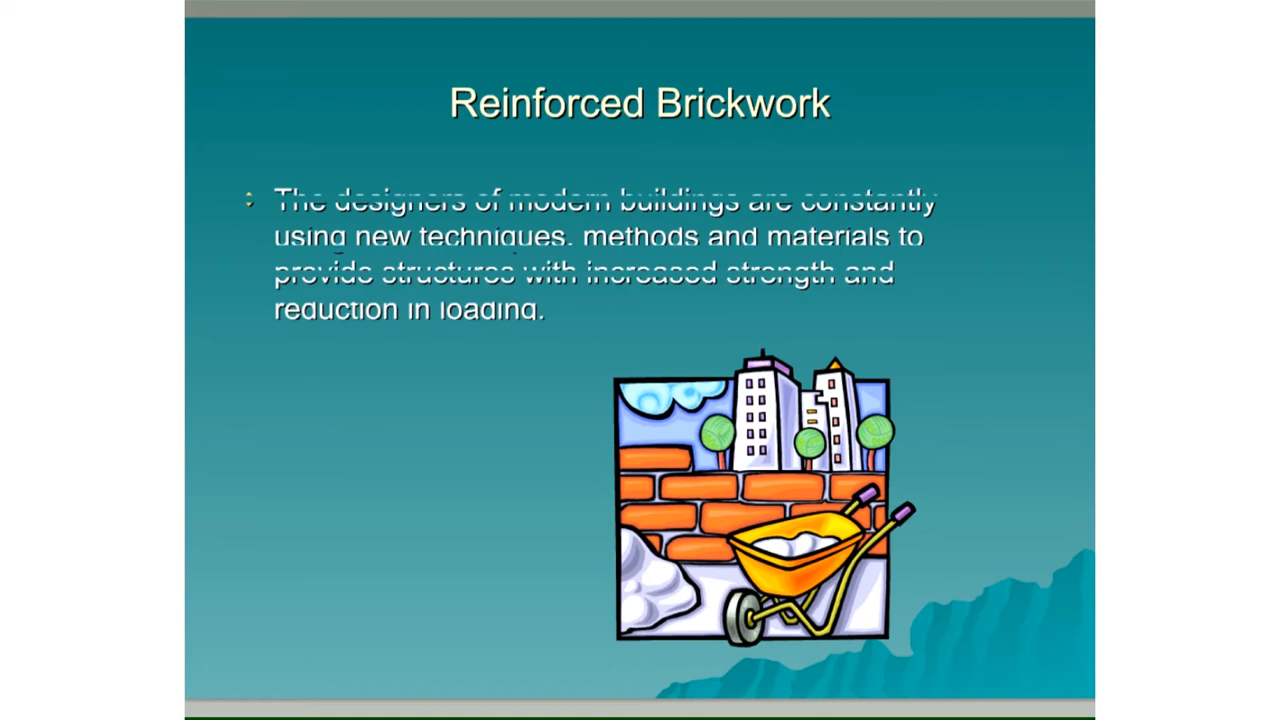 Reinforced Brickwork
The designers of modern buildings are constantly
using new techniques, methods and materials to
provide structures with increased strength and
reduction in loading.